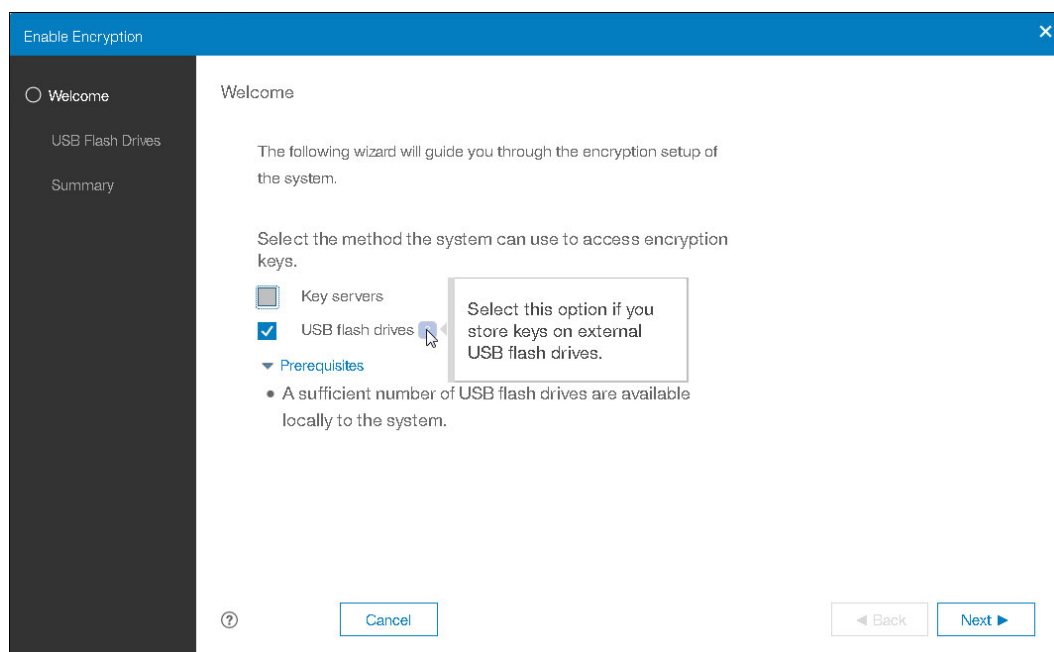 Enable Encryption
Welcome
USB Flash Drives
Summary
Welcome
The following wizard will guide you through the encryption setup of
the system.
Select the method the system can use to access encryption
keys.
Key servers
USB flash drives
Select this option if you
store keys on external
USB flash drives.
Prerequisites
• A sufficient number of USB flash drives are available
locally to the system.
?
Cancel
Back
Next